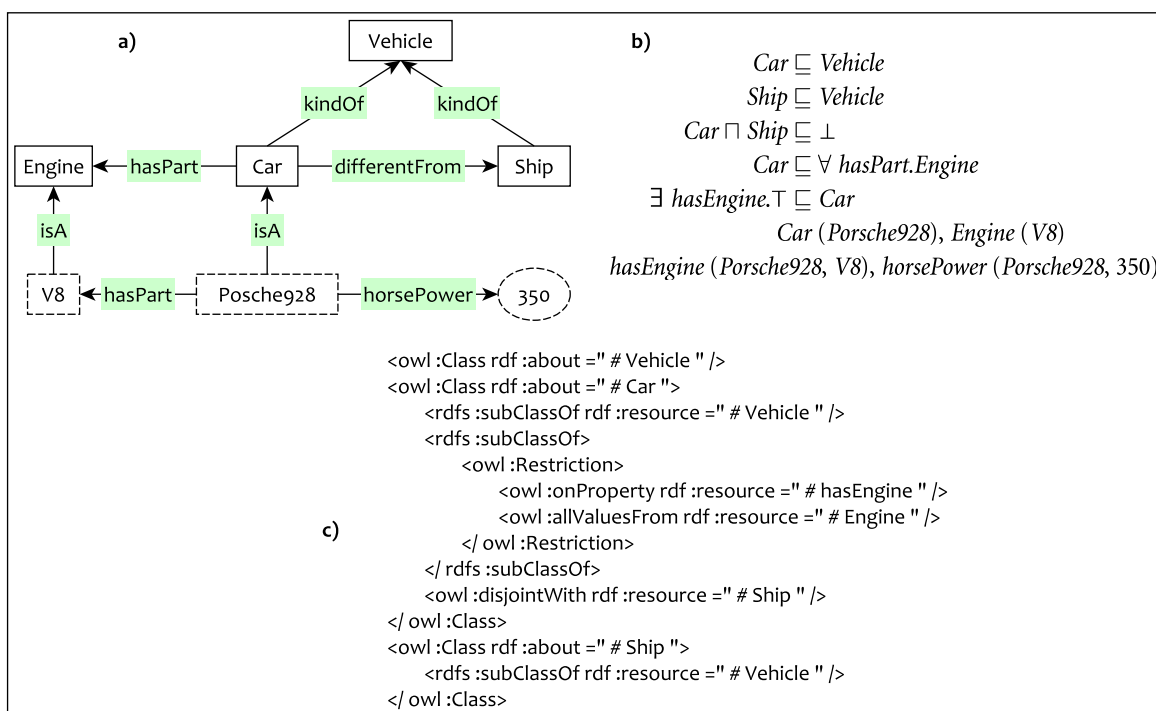 a)
Vehicle
kindOf
kindOf
Engine
hasPart
Car
differentFrom
Ship
isA
isA
V8
hasPart
Posche928
horsePower
350
b)
Car ⊑ Vehicle
Ship ⊑ Vehicle
Car ⊓ Ship ⊑ ⊥
Car ⊑ ∀ hasPart.Engine
∃ hasEngine.⊤ ⊑ Car
Car (Porsche928), Engine (V8)
hasEngine (Porsche928, V8), horsePower (Porsche928, 350)
c)
<owl :Class rdf :about =" # Vehicle " />
<owl :Class rdf :about =" # Car ">
<rdfs :subClassOf rdf :resource =" # Vehicle " />
<rdfs :subClassOf>
<owl :Restriction>
<owl :onProperty rdf :resource =" # hasEngine " />
<owl :allValuesFrom rdf :resource =" # Engine " />
</ owl :Restriction>
</ rdfs :subClassOf>
<owl :disjointWith rdf :resource =" # Ship " />
</ owl :Class>
<owl :Class rdf :about =" # Ship ">
<rdfs :subClassOf rdf :resource =" # Vehicle " />
</ owl :Class>